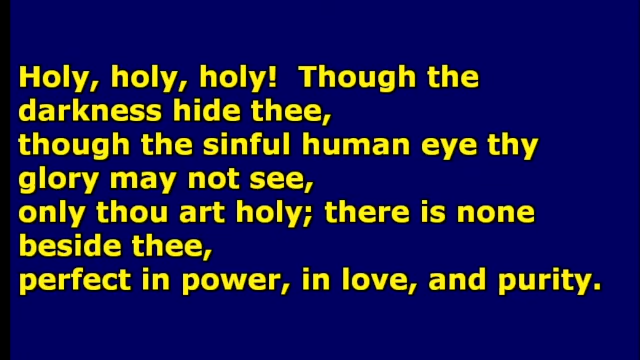 Holy, holy, holy!  Though the
darkness hide thee,
though the sinful human eye thy
glory may not see,
only thou art holy; there is none
beside thee,
perfect in power, in love, and purity.